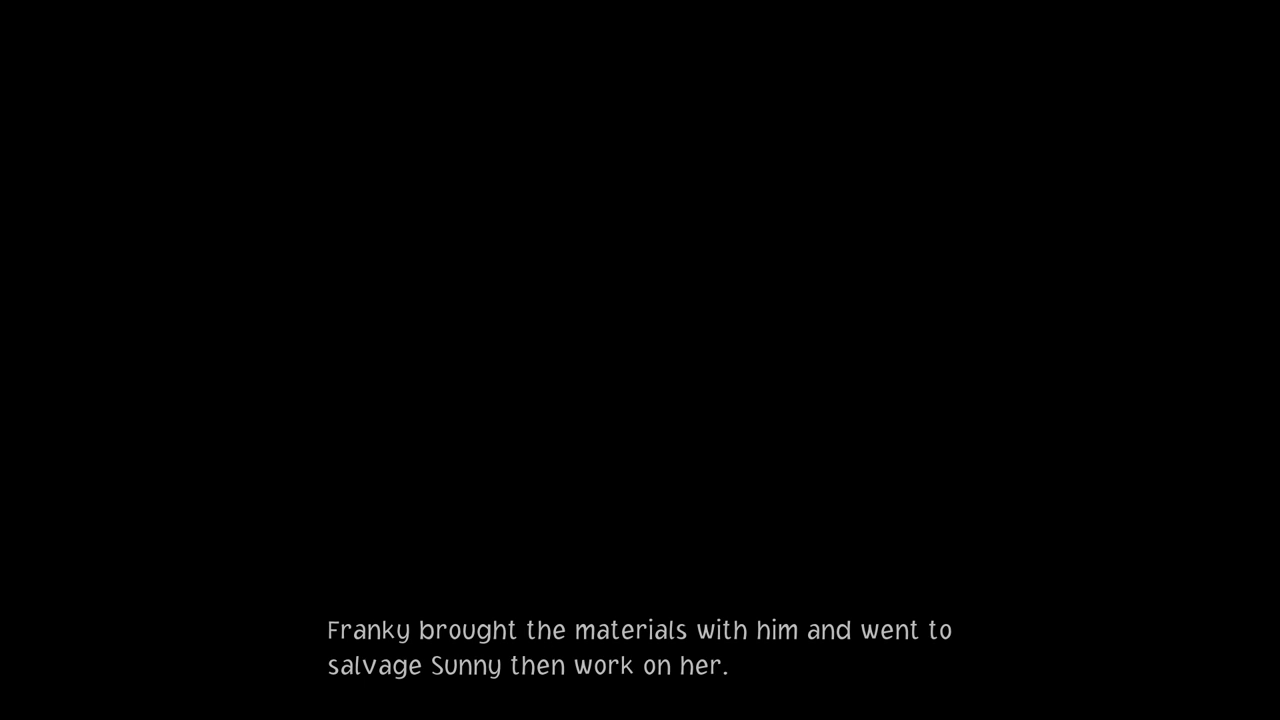 Franky brought the materials with him and went to
salvage Sunny then work on her.